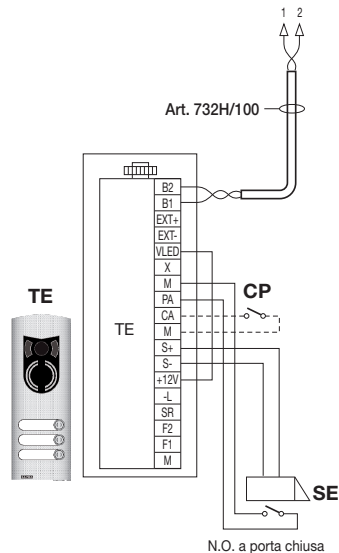 1 2
Art. 732H/100
B2
B1
EXT+
EXT-
VLED
X
M
PA
CA
M
S+
S-
+12V
-L
SR
F2
F1
M
TE
TE
CP
SE
N.O. a porta chiusa